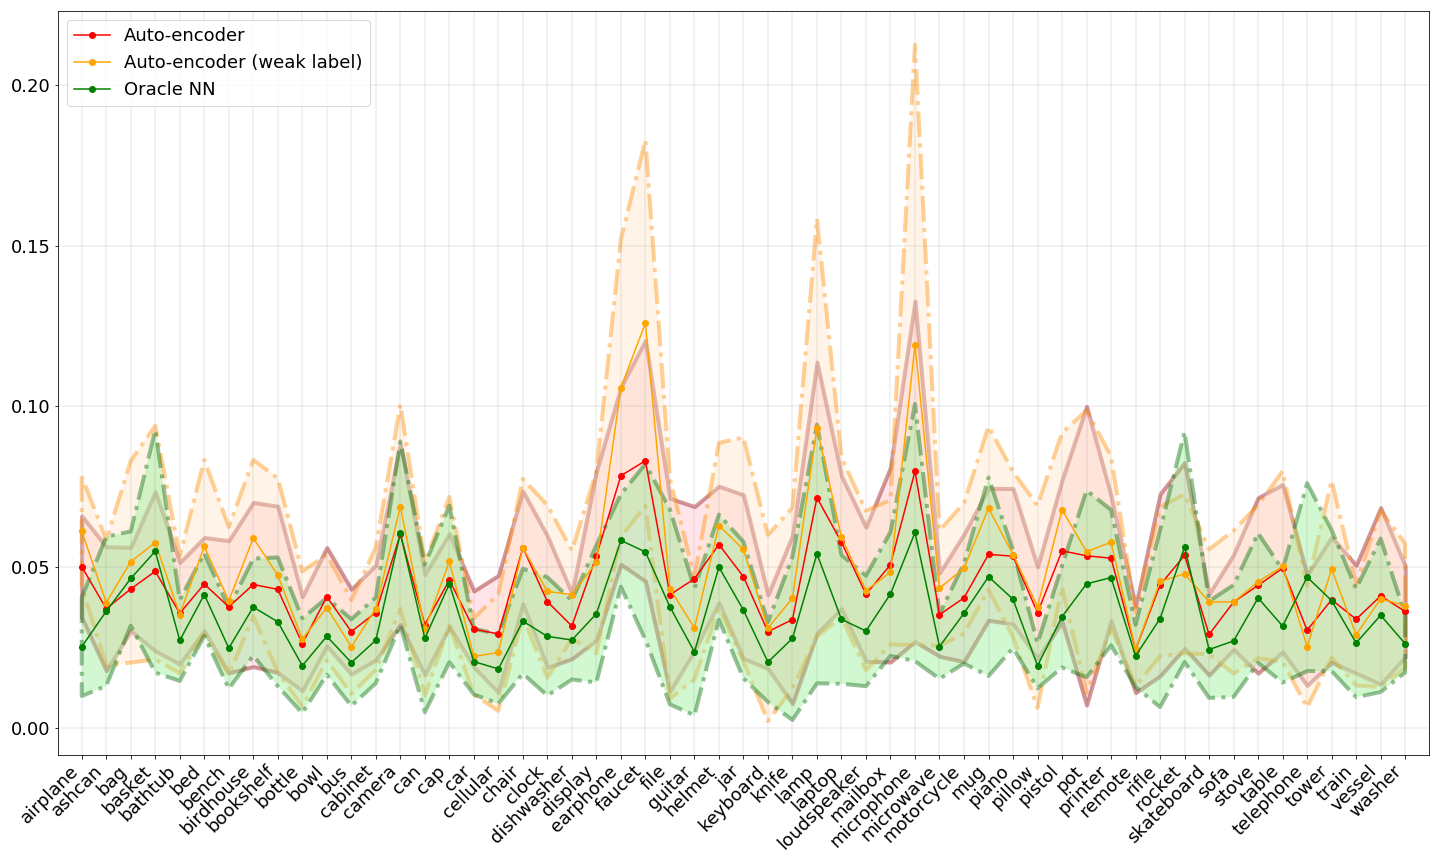 Auto-encoder
Auto-encoder (weak label)
Oracle NN
0.20
0.15
0.10
0.05
0.00
airplane
ashcan
bag
basket
bathtub
bed
bench
birdhouse
bookshelf
bottle
bowl
bus
cabinet
camera
can
cap
car
cellular
chair
clock
dishwasher
display
earphone
faucet
file
guitar
helmet
jar
keyboard
knife
lamp
laptop
loudspeaker
mailbox
microphone
microwave
motorcycle
mug
piano
pillow
pistol
pot
printer
remote
rifle
rocket
skateboard
sofa
stove
table
telephone
tower
train
vessel
washer